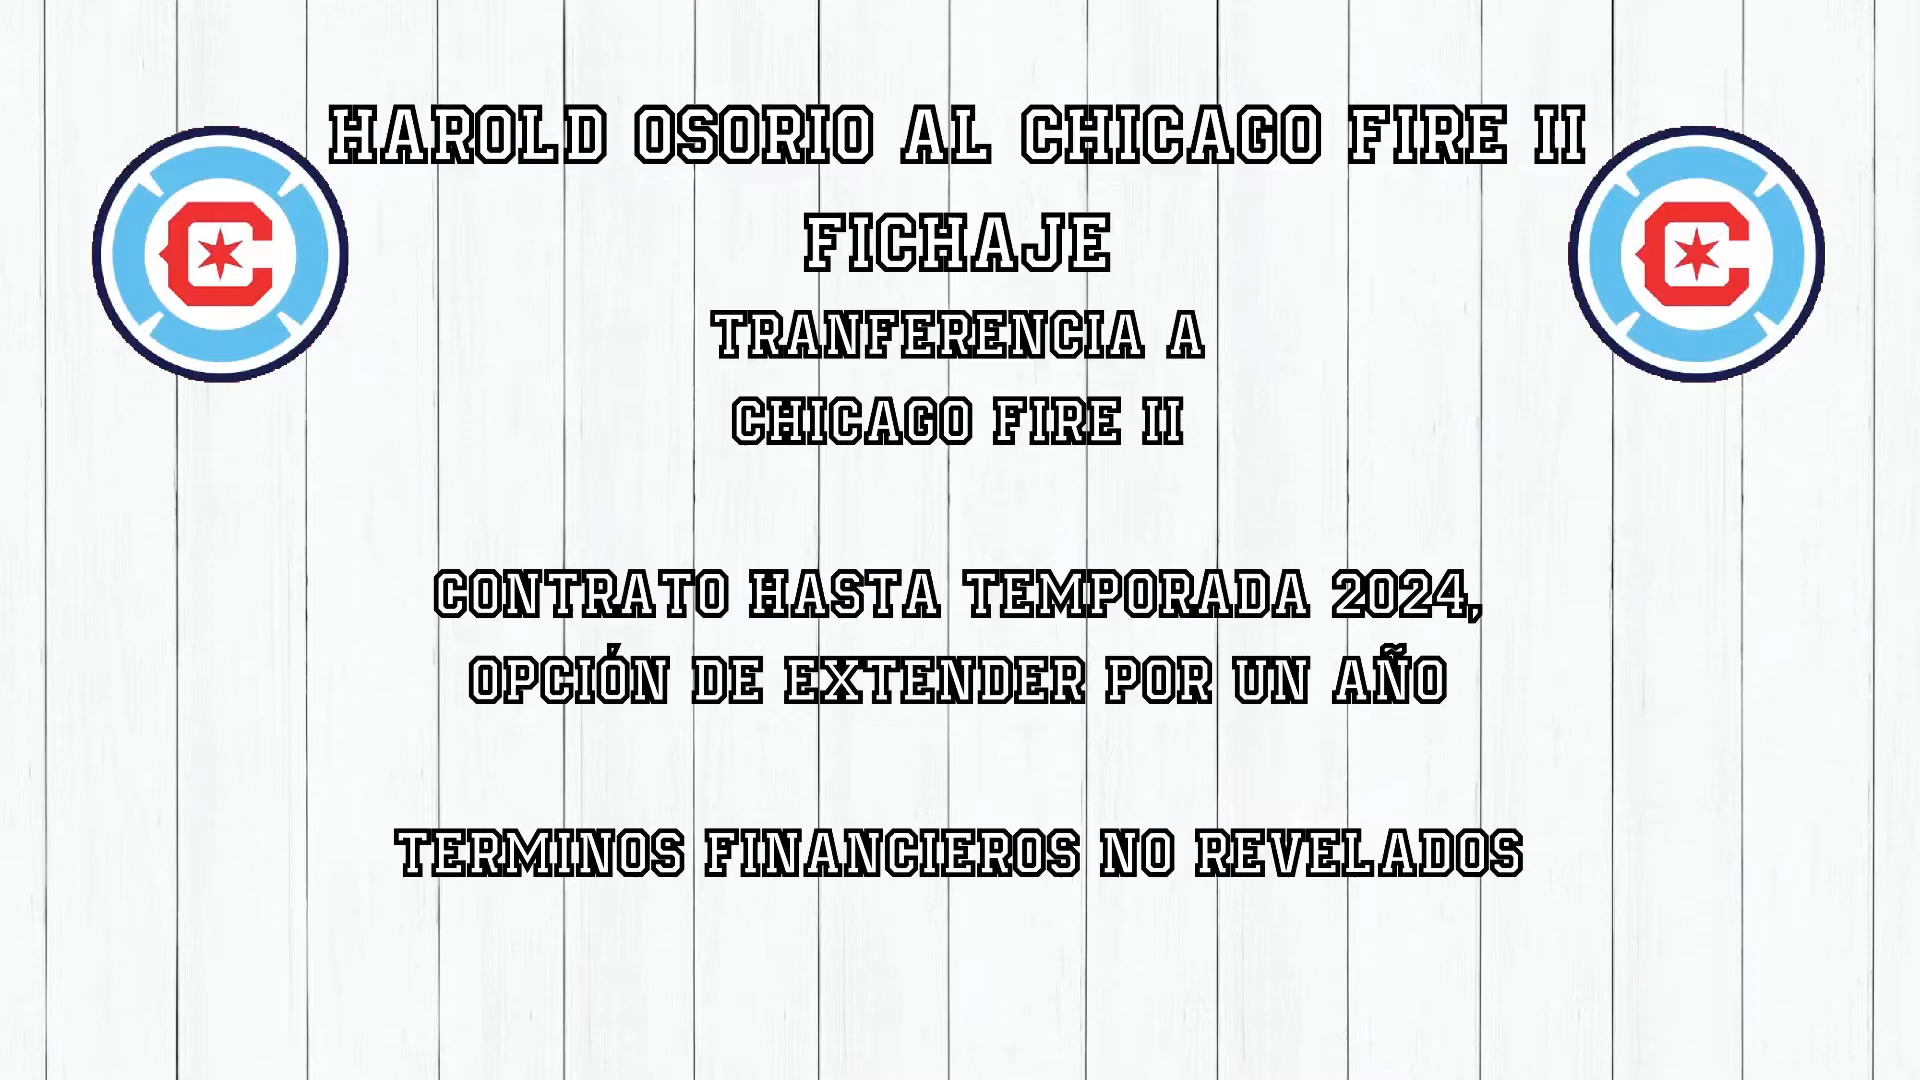 HAROLD OSORIO AL CHICAGO FIRE II
FICHAJE
TRANFERENCIA A
CHICAGO FIRE II
CONTRATO HASTA TEMPORADA 2024,
OPCIÓN DE EXTENDER POR UN AÑO
TERMINOS FINANCIEROS NO REVELADOS